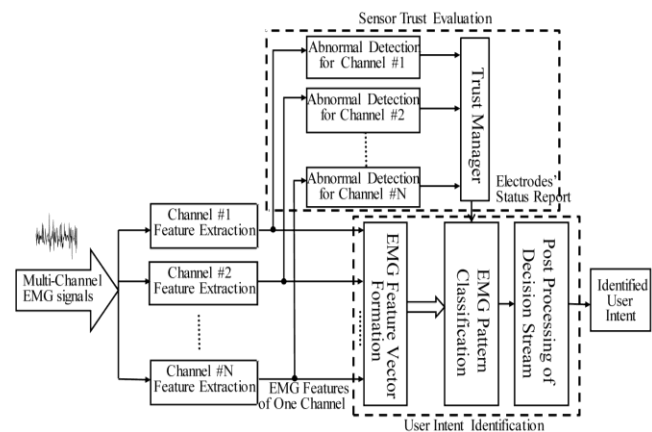 Sensor Trust Evaluation
Abnormal Detection
for Channel #1
Abnormal Detection
for Channel #2
Abnormal Detection
for Channel #N
Trust Manager
Electrodes'
Status Report
Multi-Channel
EMG signals
Channel #1
Feature Extraction
Channel #2
Feature Extraction
Channel #N
Feature Extraction
EMG Features
of One Channel
EMG Feature Vector
Formation
EMG Pattern
Classification
Post Processing of
Decision Stream
Identified
User
Intent
User Intent Identification